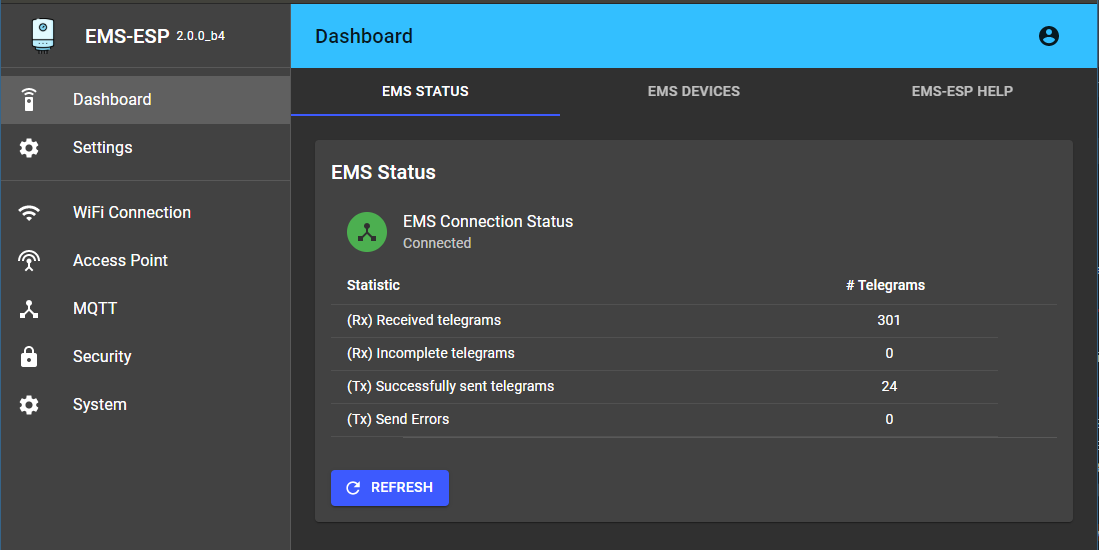 EMS-ESP 2.0.0_b4
Dashboard
Settings
WiFi Connection
Access Point
MQTT
Security
System
Dashboard
EMS STATUS EMS DEVICES EMS-ESP HELP
EMS Status
EMS Connection Status
Connected
Statistic # Telegrams
(Rx) Received telegrams 301
(Rx) Incomplete telegrams 0
(Tx) Successfully sent telegrams 24
(Tx) Send Errors 0
REFRESH